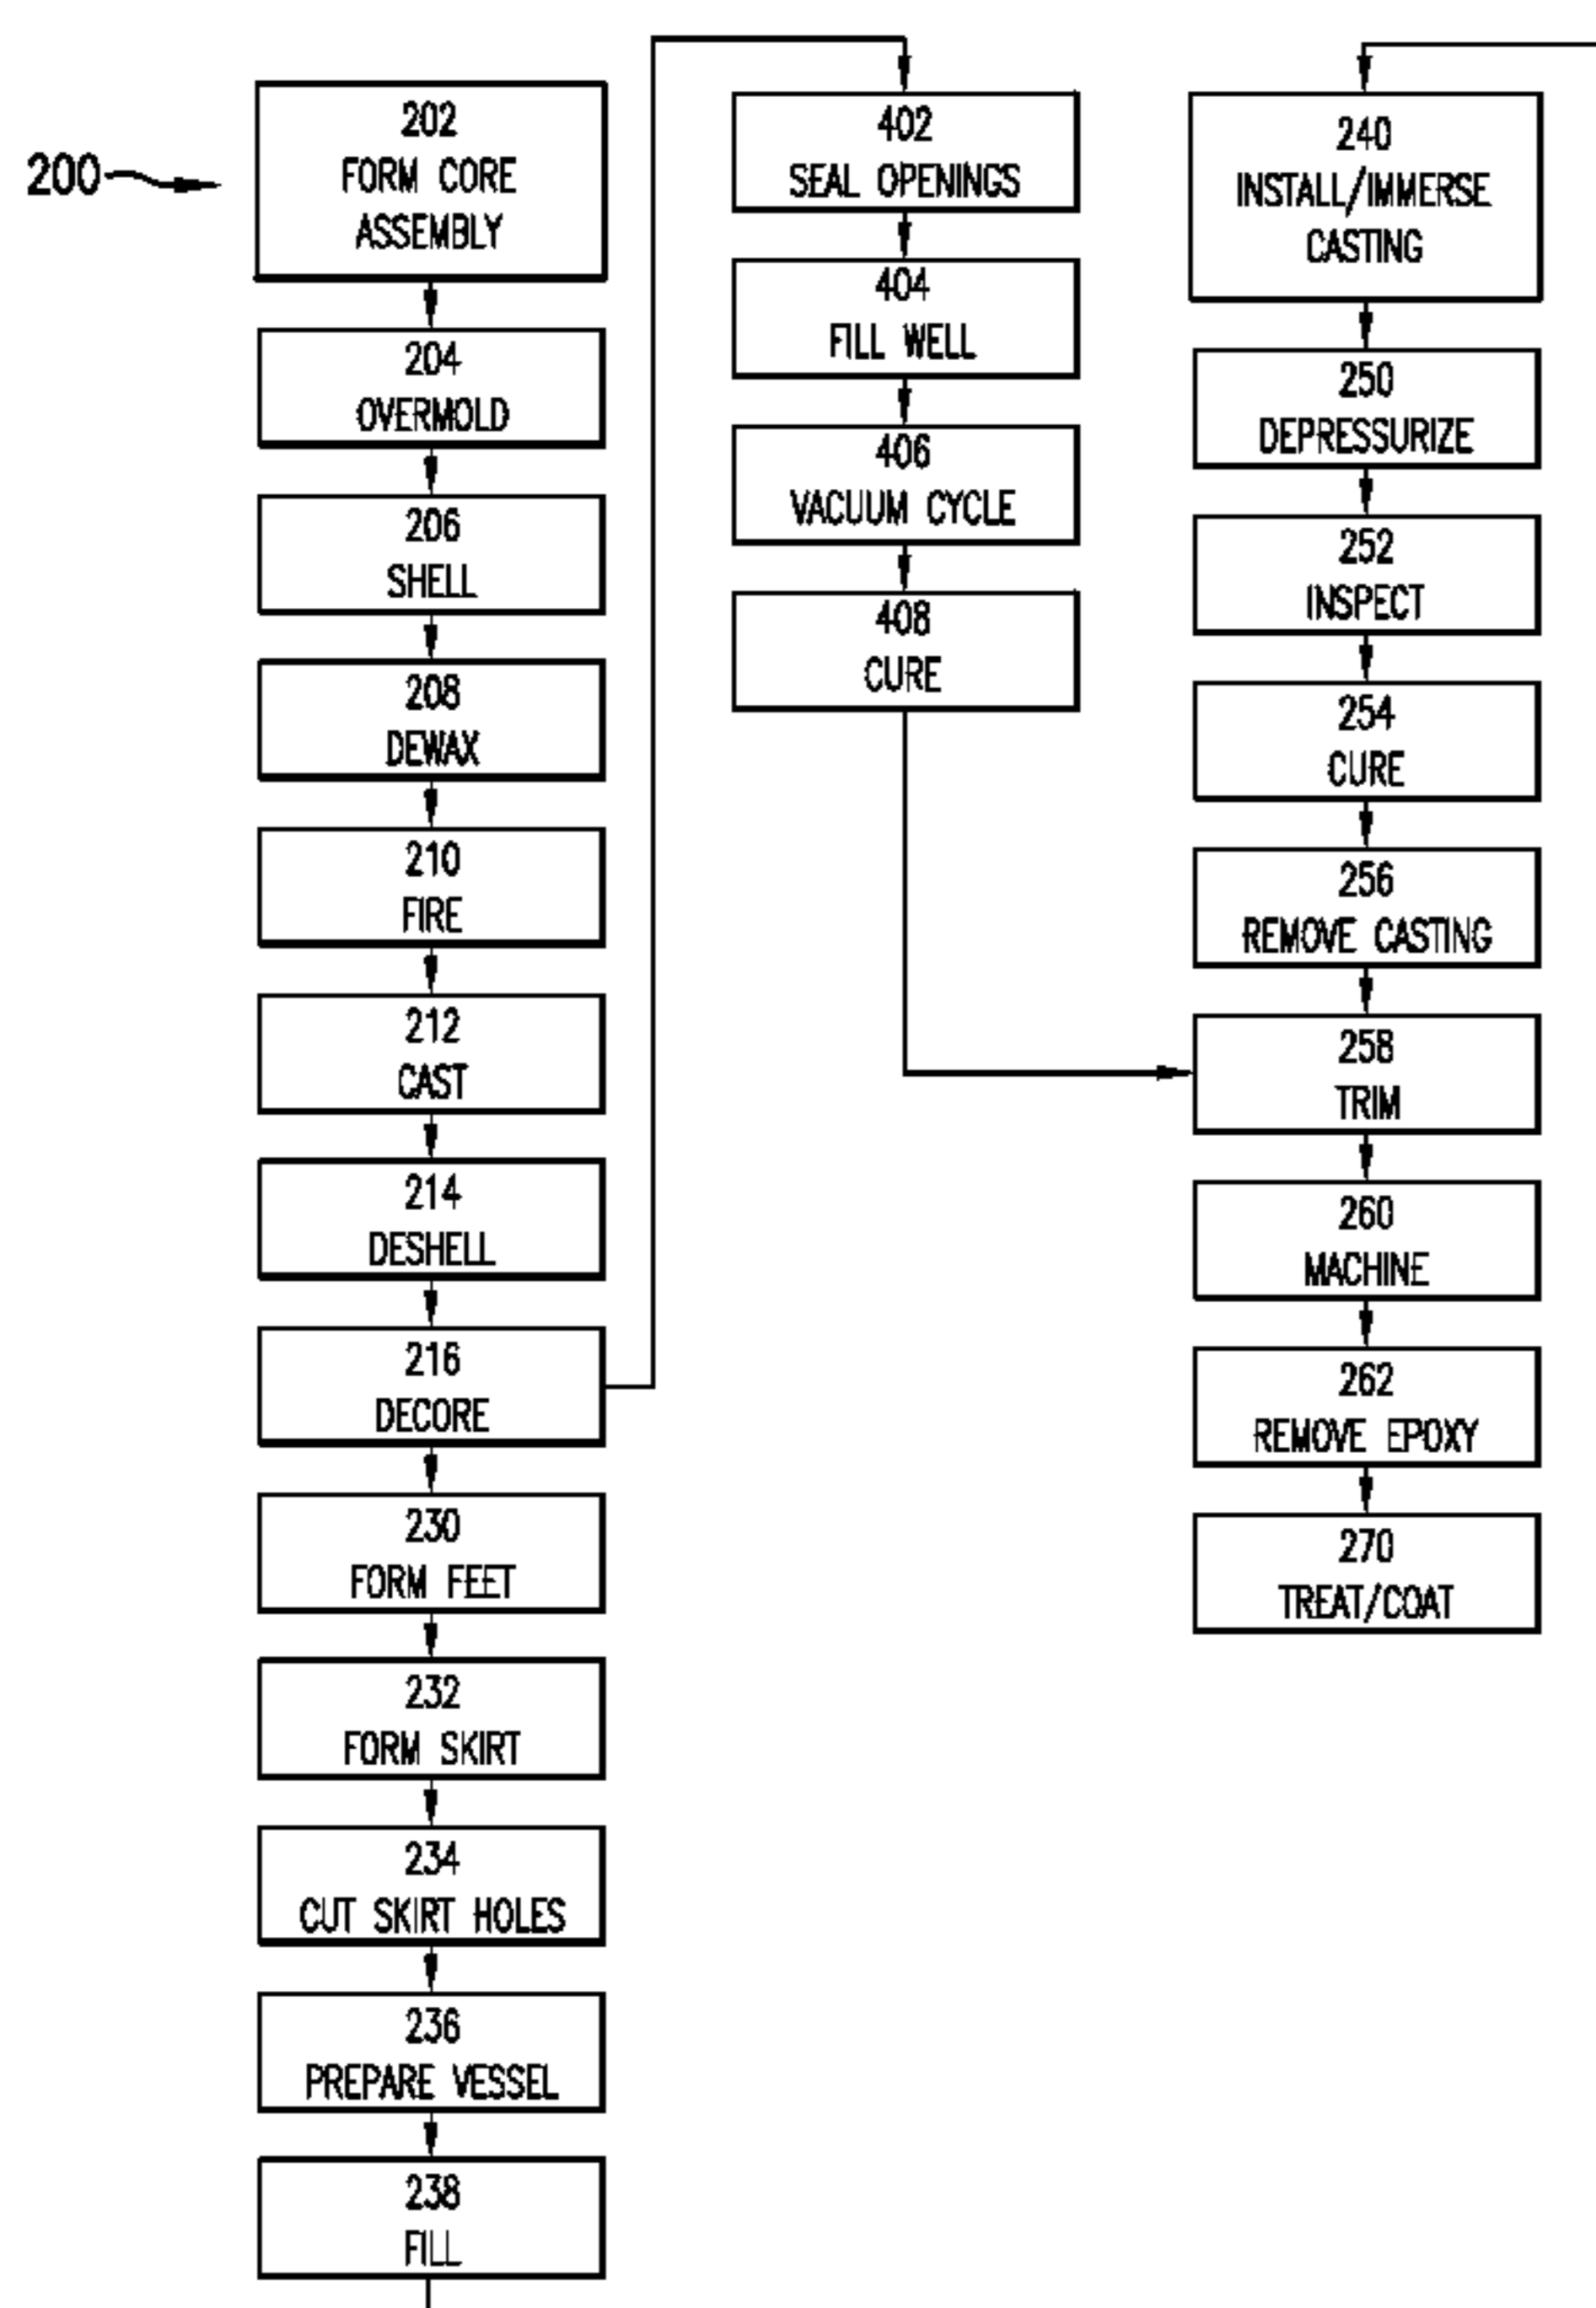 200
202
FORM CORE
ASSEMBLY
204
OVERMOLD
206
SHELL
208
DEWAX
210
FIRE
212
CAST
214
DESHELL
216
DECORE
230
FORM FEET
232
FORM SKIRT
234
CUT SKIRT HOLES
236
PREPARE VESSEL
238
FILL
402
SEAL OPENINGS
404
FILL WELL
406
VACUUM CYCLE
408
CURE
240
INSTALL/IMMERSE
CASTING
250
DEPRESSURIZE
252
INSPECT
254
CURE
256
REMOVE CASTING
258
TRIM
260
MACHINE
262
REMOVE EPOXY
270
TREAT/COAT